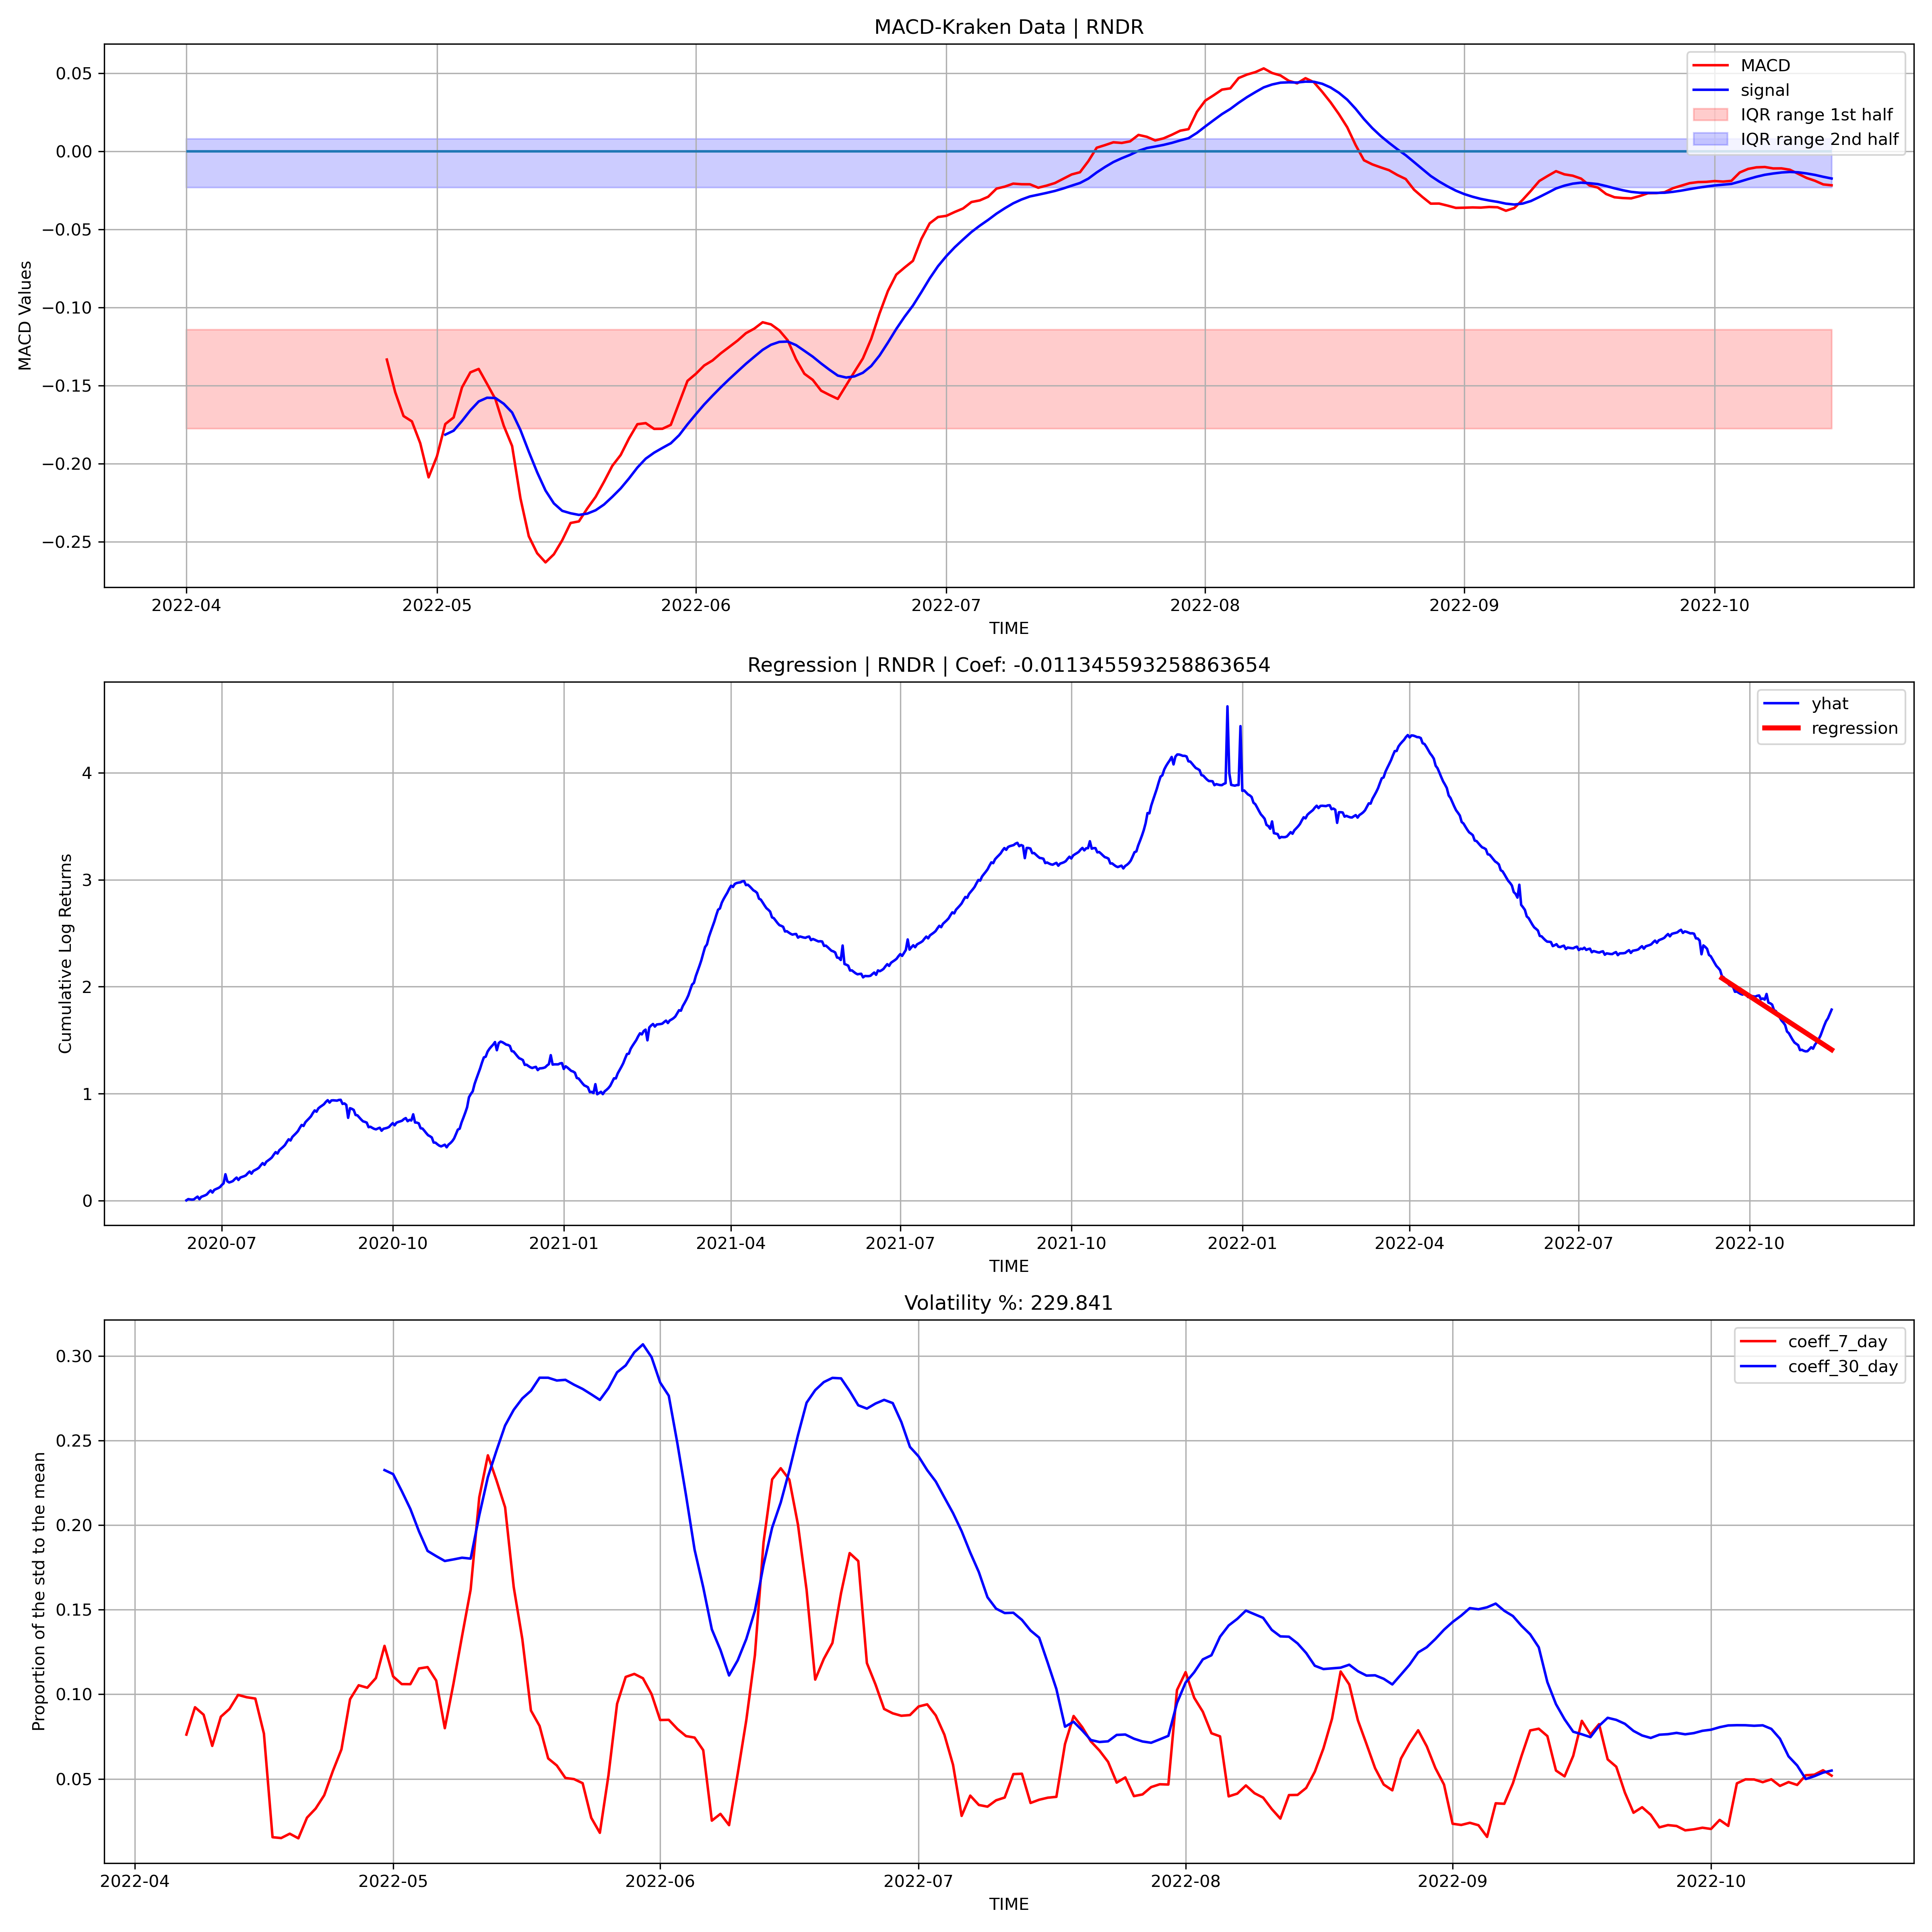 MACD-Kraken Data | RNDR
MACD
signal
IQR range 1st half
IQR range 2nd half
MACD Values
0.05
0.00
−0.05
−0.10
−0.15
−0.20
−0.25
2022-04
2022-05
2022-06
2022-07
2022-08
2022-09
2022-10
TIME
Regression | RNDR | Coef: -0.011345593258863654
yhat
regression
Cumulative Log Returns
4
3
2
1
0
2020-07
2020-10
2021-01
2021-04
2021-07
2021-10
2022-01
2022-04
2022-07
2022-10
TIME
Volatility %: 229.841
coeff_7_day
coeff_30_day
Proportion of the std to the mean
0.30
0.25
0.20
0.15
0.10
0.05
2022-04
2022-05
2022-06
2022-07
2022-08
2022-09
2022-10
TIME